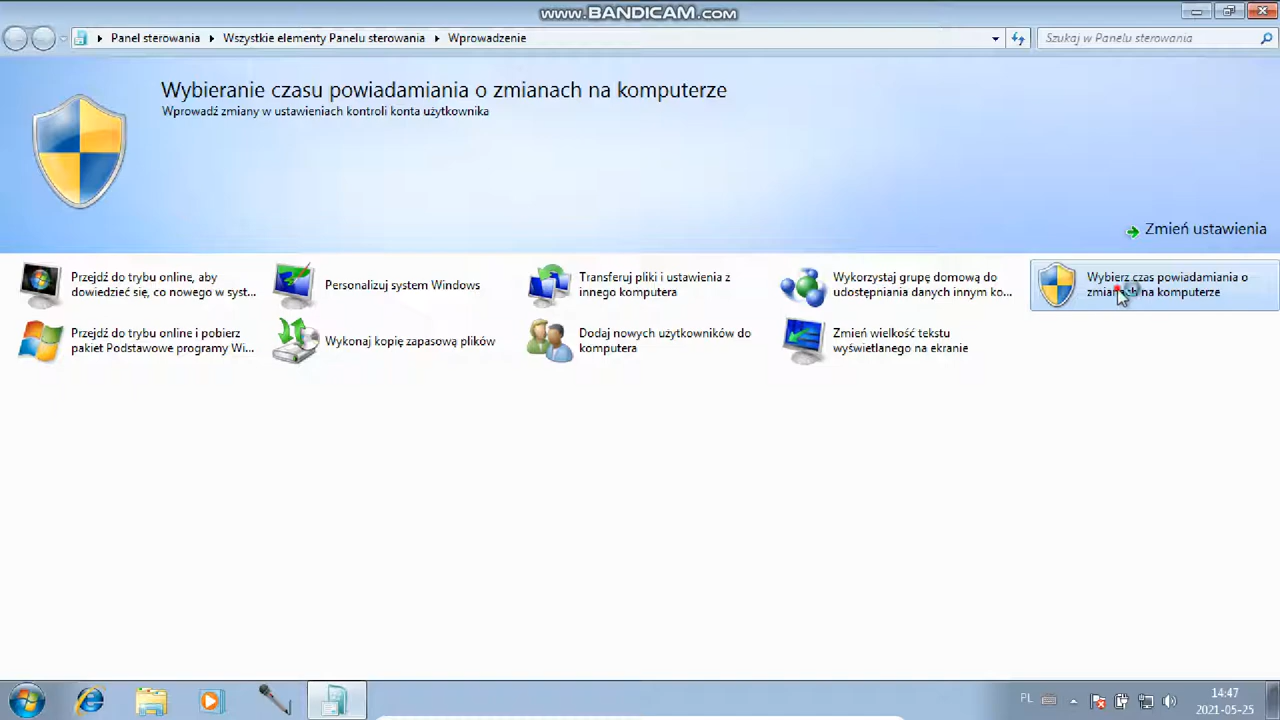 www.BANDICAM.com
Panel sterowania
Wszystkie elementy Panelu sterowania
Wprowadzenie
Szukaj w Panelu sterowania
Wybieranie czasu powiadamiania o zmianach na komputerze
Wprowadź zmiany w ustawieniach kontroli konta użytkownika
Zmień ustawienia
Przejdź do trybu online, aby
dowiedzieć się, co nowego w syst...
Personalizuj system Windows
Transferuj pliki i ustawienia z
innego komputera
Wykorzystaj grupę domową do
udostępniania danych innym ko...
Wybierz czas powiadamiania o
zmianach na komputerze
Przejdź do trybu online i pobierz
pakiet Podstawowe programy Wi...
Wykonaj kopię zapasową plików
Dodaj nowych użytkowników do
komputera
Zmień wielkość tekstu
wyświetlanego na ekranie
PL
14:47
2021-05-25